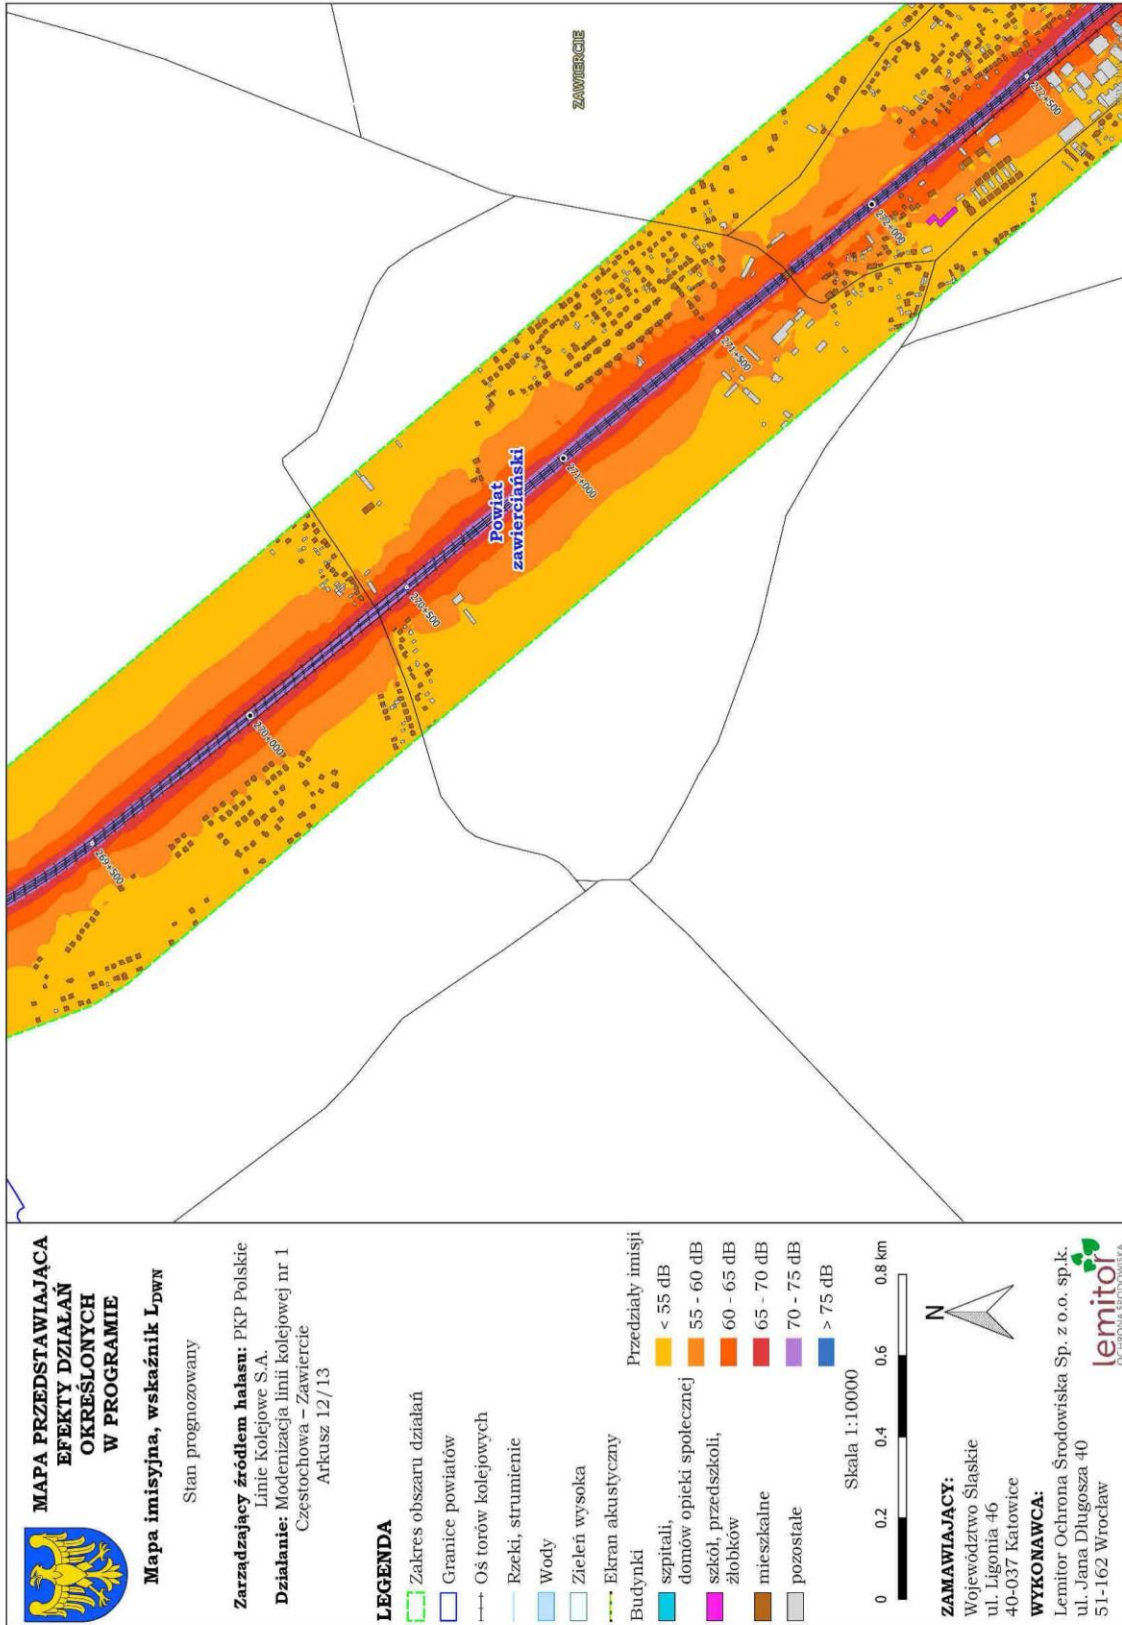 MAPA PRZEDSTAWIAJĄCA
EFEKTY DZIAŁAŃ
OKREŚLONYCH
W PROGRAMIE
Mapa imisyjna, wskaźnik LDWN
Stan prognozowany
Zarządzający źródłem hałasu: PKP Polskie
Linie Kolejowe S.A.
Działanie: Modenizacja linii kolejowej nr 1
Częstochowa – Zawiercie
Arkusz 12/13
LEGENDA
Zakres obszaru działań
Granice powiatów
Oś torów kolejowych
Rzeki, strumienie
Wody
Zieleń wysoka
Ekran akustyczny
Budynki
szpitali,
domów opieki społecznej
szkół, przedszkoli,
żłobków
mieszkalne
pozostałe
Przedziały imisji
< 55 dB
55 - 60 dB
60 - 65 dB
65 - 70 dB
70 - 75 dB
> 75 dB
Skala 1:10000
0 0.2 0.4 0.6 0.8 km
N
ZAMAWIAJĄCY:
Województwo Śląskie
ul. Ligonia 46
40-037 Katowice
WYKONAWCA:
Lemitor Ochrona Środowiska Sp. z o.o. sp.k.
ul. Jana Długosza 40
51-162 Wrocław
lemitor
OCHRONA ŚRODOWISKA
269+500
270+000
270+500
Powiat
zawierciański
271+000
271+500
272+000
272+500
ZAWIERCIE